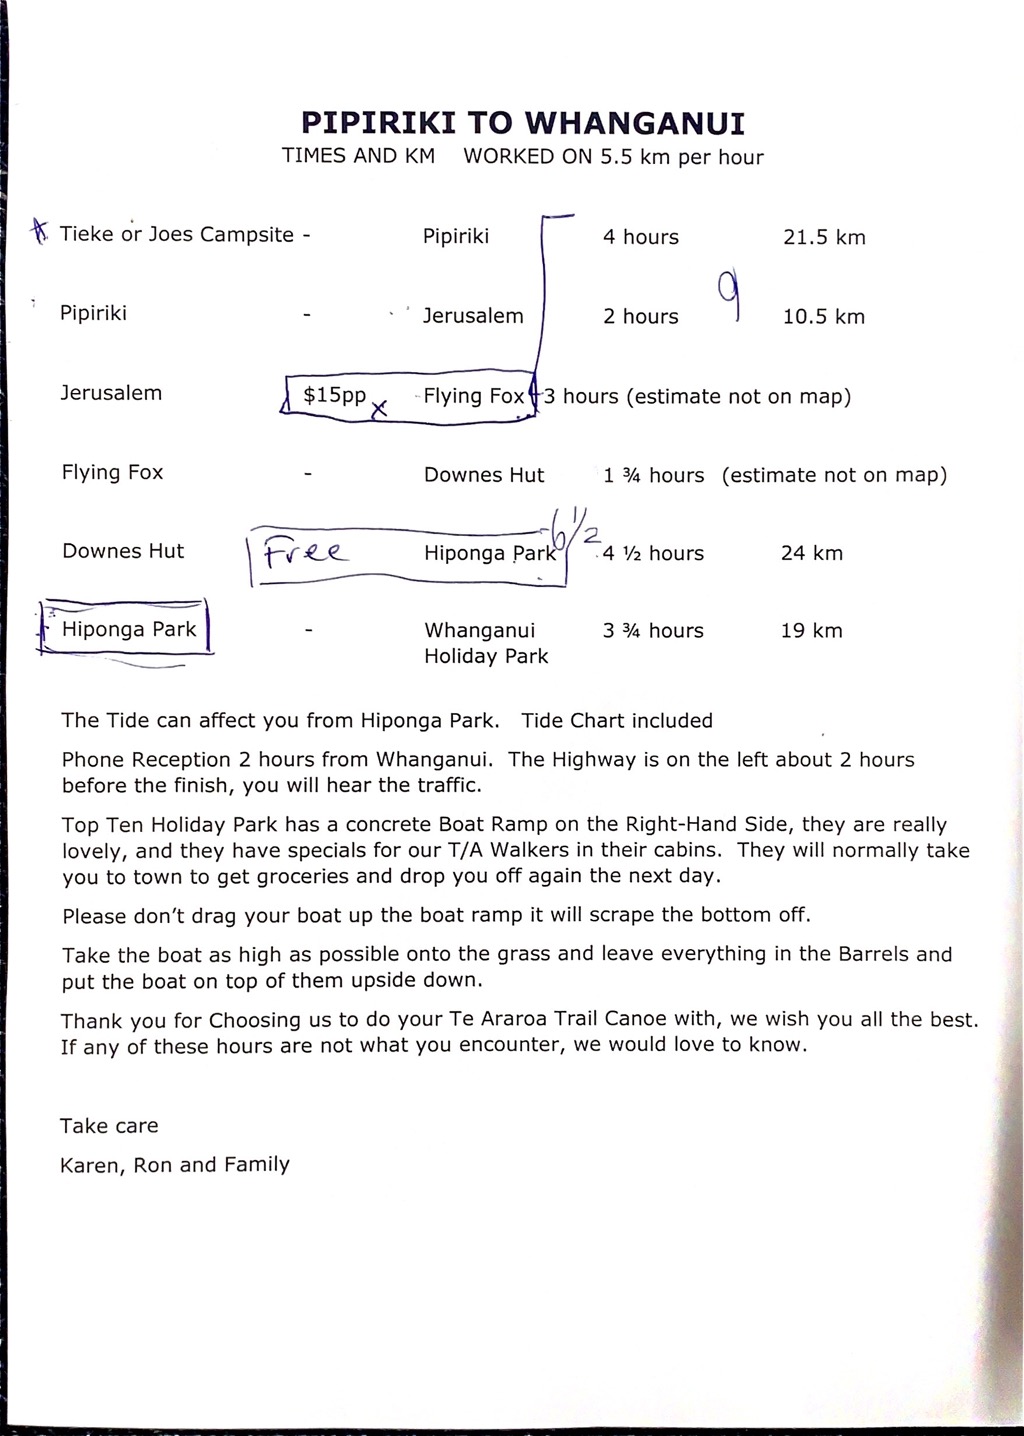 PIPIRIKI TO WHANGANUI
TIMES AND KM WORKED ON 5.5 km per hour
Tieke or Joes Campsite - Pipiriki 4 hours 21.5 km
9
Pipiriki - Jerusalem 2 hours 10.5 km
Jerusalem $15pp x - Flying Fox 3 hours (estimate not on map)
Flying Fox - Downes Hut 1 ¾ hours (estimate not on map)
6 1/2
Downes Hut Free Hiponga Park 4 ½ hours 24 km
Hiponga Park - Whanganui 3 ¾ hours 19 km
Holiday Park
The Tide can affect you from Hiponga Park. Tide Chart included
Phone Reception 2 hours from Whanganui. The Highway is on the left about 2 hours
before the finish, you will hear the traffic.
Top Ten Holiday Park has a concrete Boat Ramp on the Right-Hand Side, they are really
lovely, and they have specials for our T/A Walkers in their cabins. They will normally take
you to town to get groceries and drop you off again the next day.
Please don't drag your boat up the boat ramp it will scrape the bottom off.
Take the boat as high as possible onto the grass and leave everything in the Barrels and
put the boat on top of them upside down.
Thank you for Choosing us to do your Te Araroa Trail Canoe with, we wish you all the best.
If any of these hours are not what you encounter, we would love to know.
Take care
Karen, Ron and Family